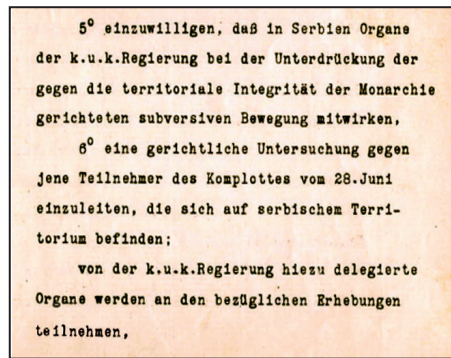 5° einzuwilligen, daß in Serbien Organe
der k.u.k.Regierung bei der Unterdrückung der
gegen die territoriale Integrität der Monarchie
gerichteten subversiven Bewegung mitwirken,
6° eine gerichtliche Untersuchung gegen
jene Teilnehmer des Komplottes vom 28.Juni
einzuleiten, die sich auf serbischem Terri-
torium befinden;
von der k.u.k.Regierung hiezu delegierte
Organe werden an den bezüglichen Erhebungen
teilnehmen,